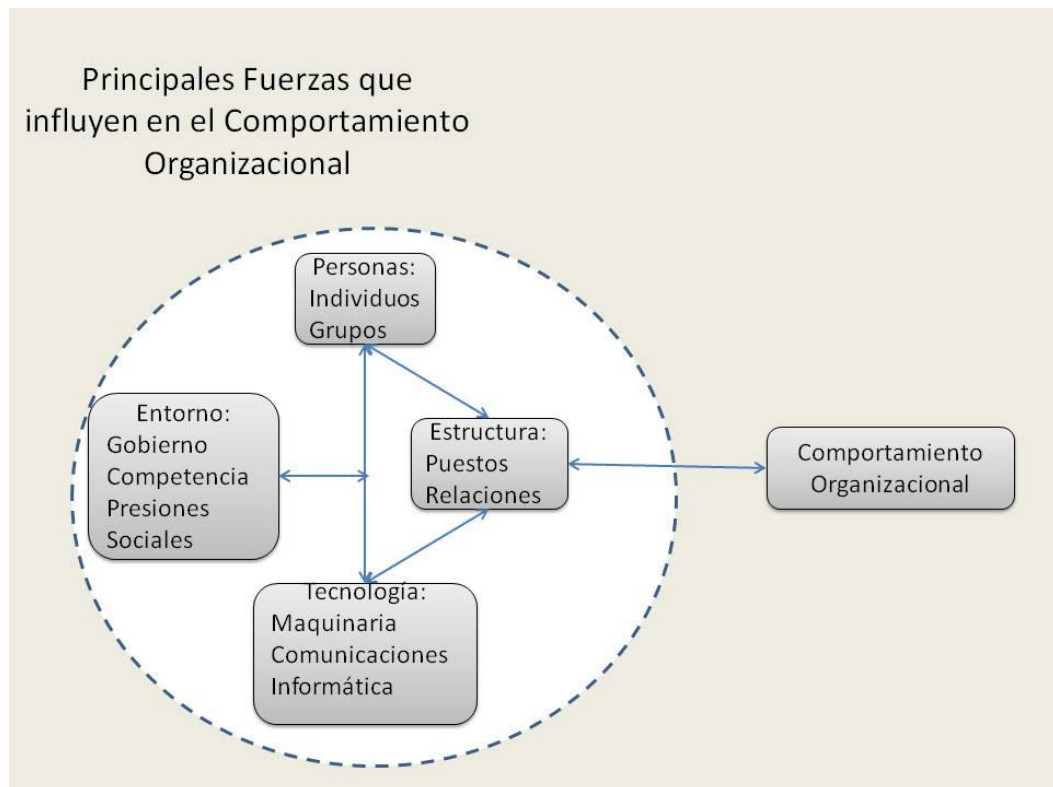 Principales Fuerzas que
influyen en el Comportamiento
Organizacional
Personas:
Individuos
Grupos
Entorno:
Gobierno
Competencia
Presiones
Sociales
Estructura:
Puestos
Relaciones
Comportamiento
Organizacional
Tecnología:
Maquinaria
Comunicaciones
Informática